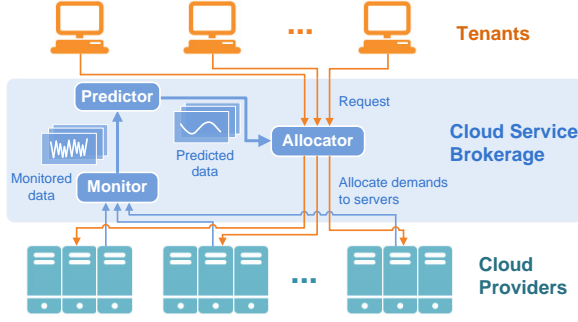 Tenants
Predictor
Request
Cloud Service
Brokerage
Predicted
data
Allocator
Monitored
data
Monitor
Allocate demands
to servers
Cloud
Providers